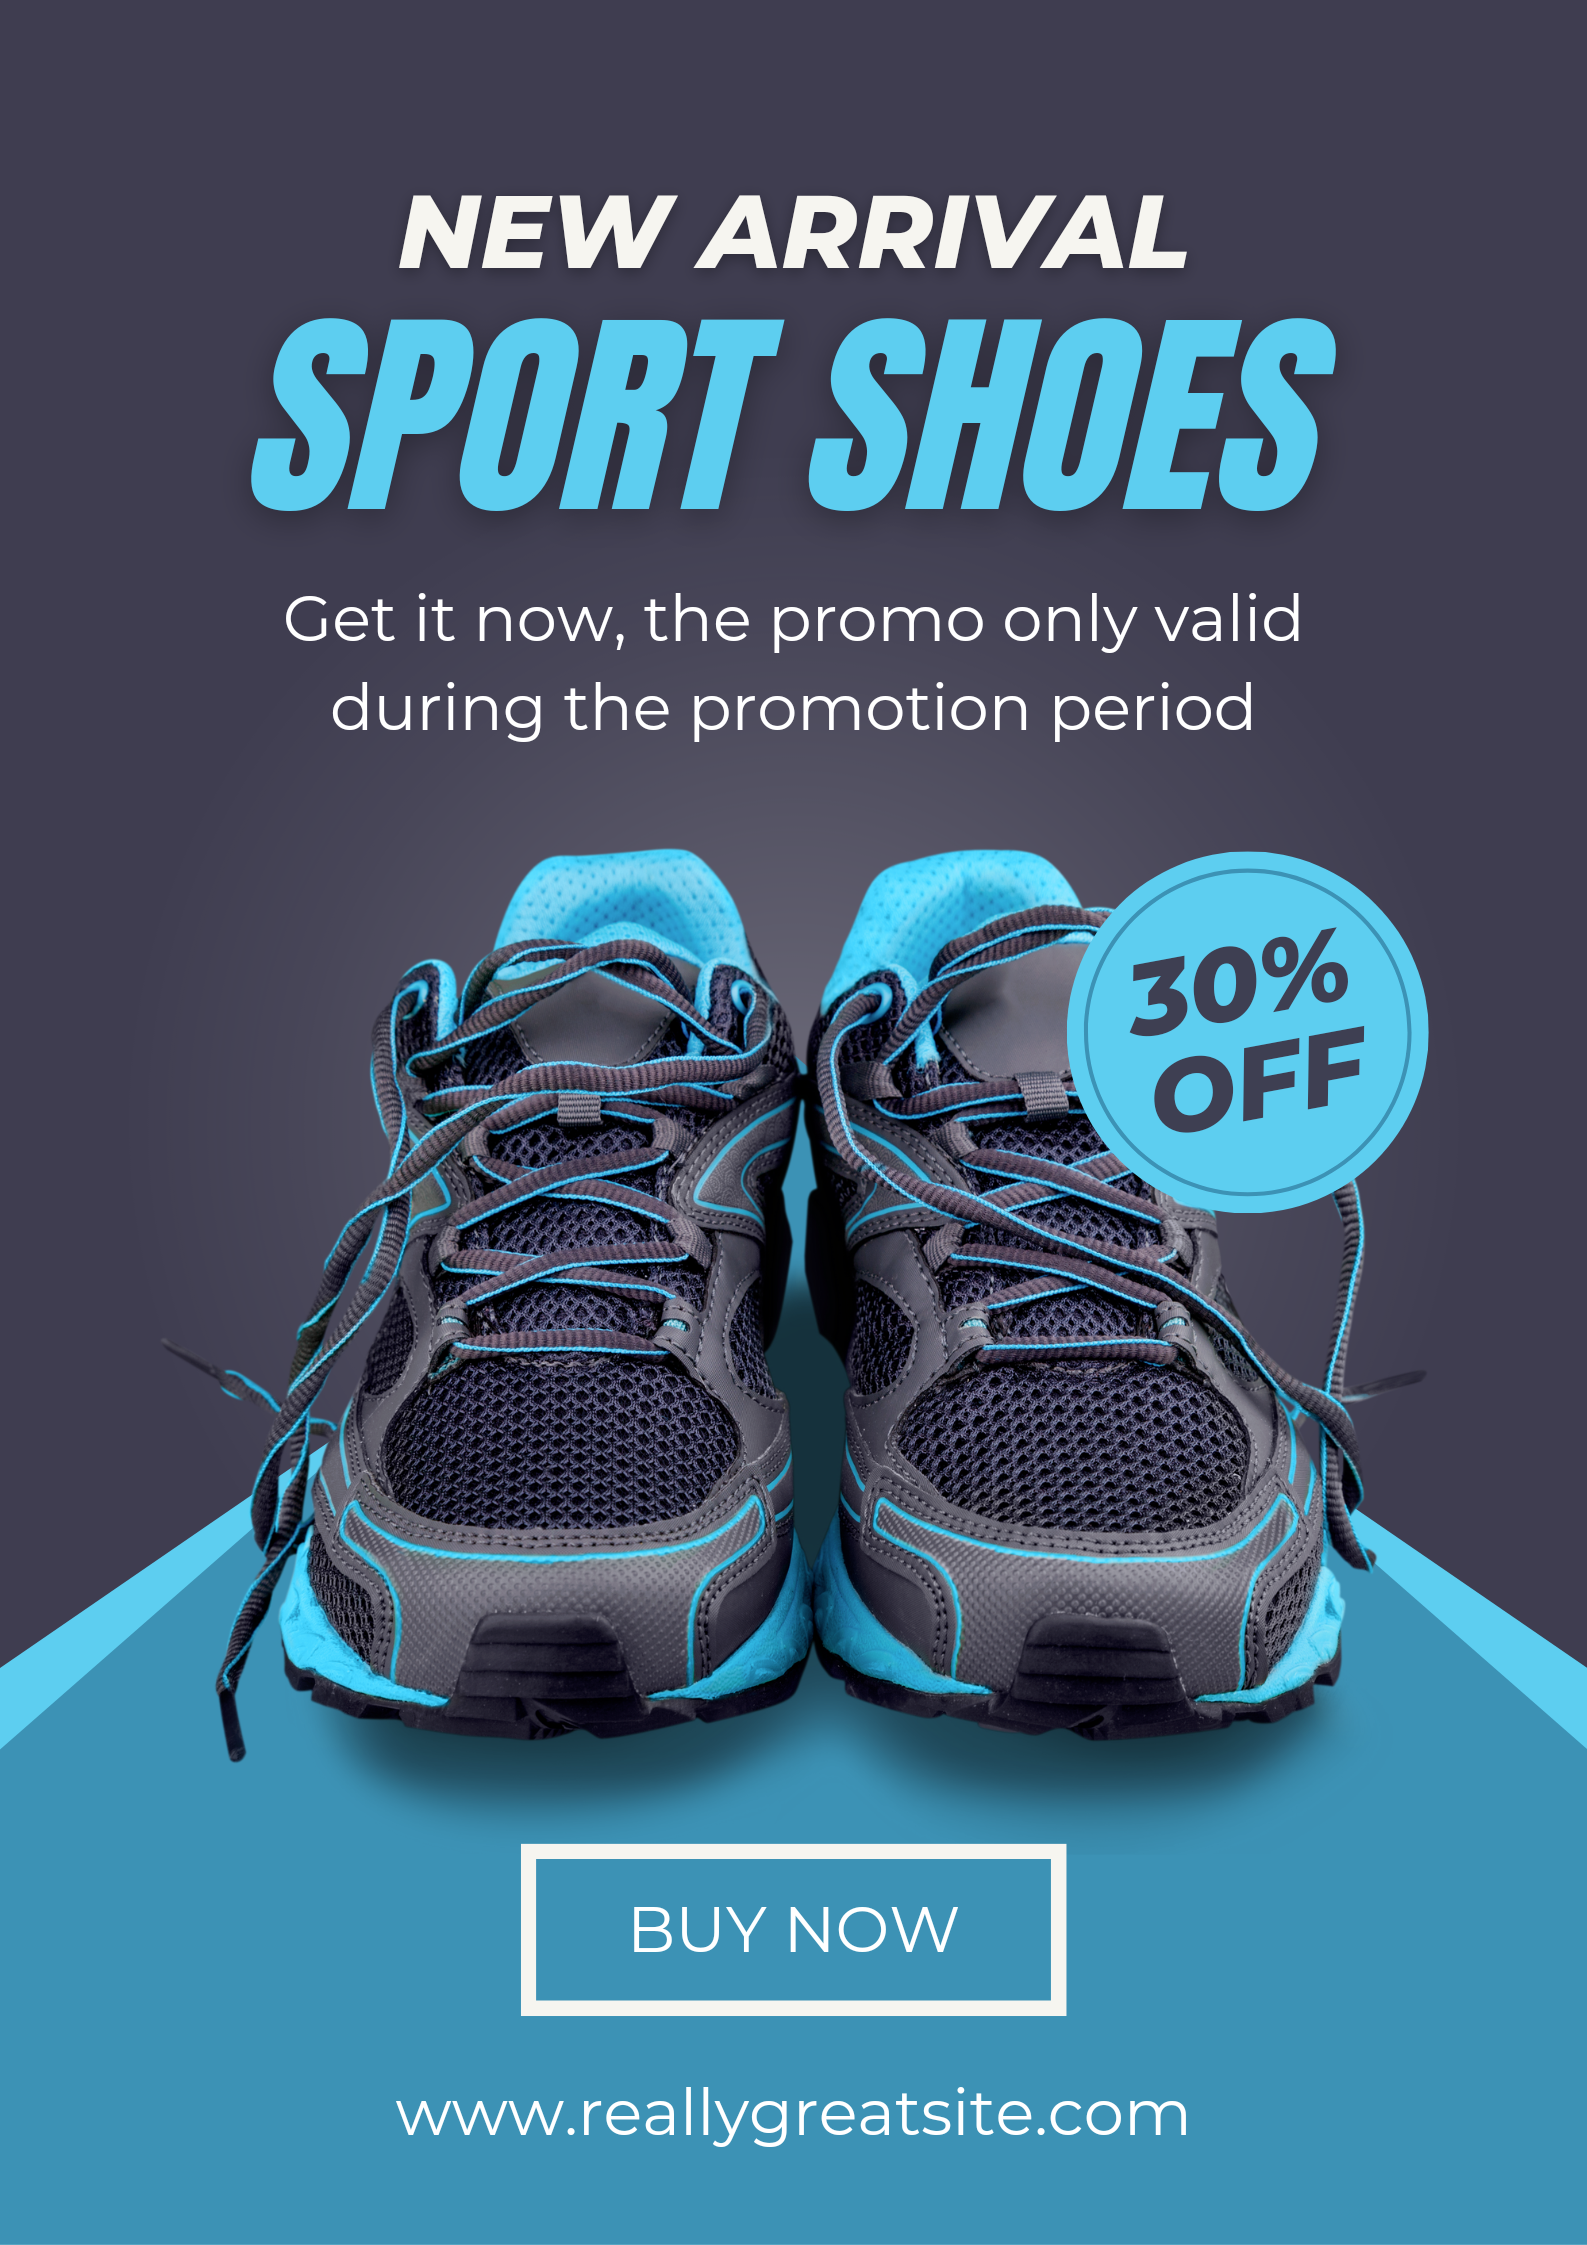 NEW ARRIVAL
SPORT SHOES
Get it now, the promo only valid
during the promotion period
30%
OFF
BUY NOW
www.reallygreatsite.com